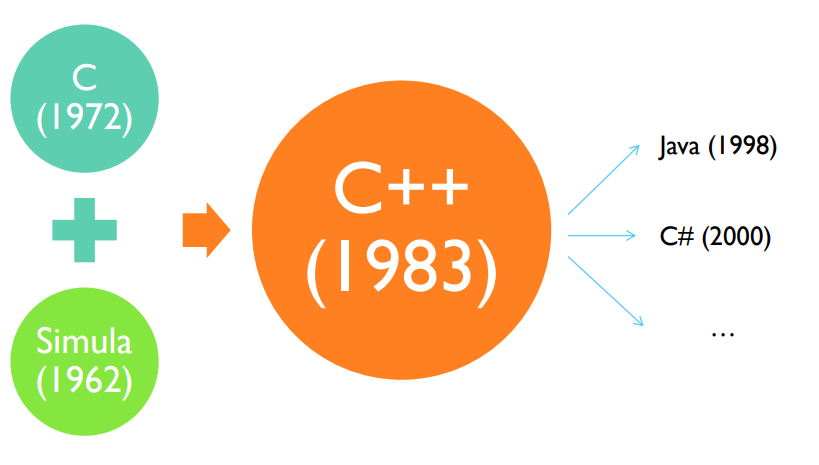 C
(1972)
Simula
(1962)
C++
(1983)
Java (1998)
C# (2000)
…